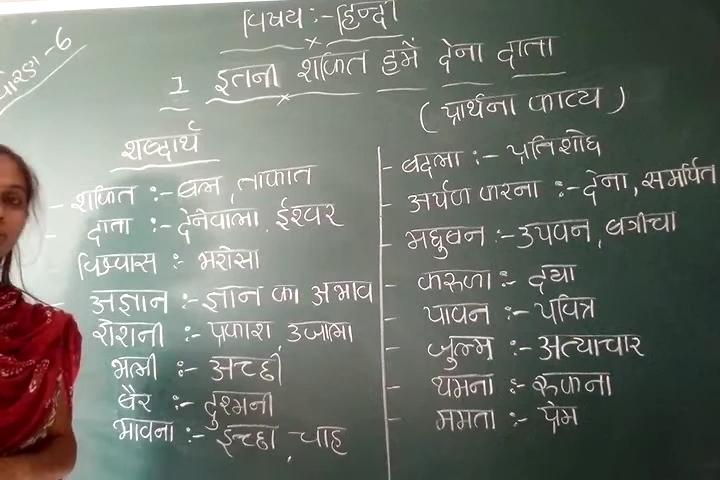 विषय :- हिन्दी
धोरण - 6
1 इतनी शक्ति हमें देना दाता
( प्रार्थना काव्य )
शब्दार्थ
- शक्ति :- बल, ताकात
- दाता :- देनेवाला, ईश्वर
विश्वास :- भरोसा
- अज्ञान :- ज्ञान का अभाव
रोशनी :- प्रकाश, उजाला
भली :- अच्छी
बैर :- दुश्मनी
भावना :- इच्छा, चाह
- बदला :- प्रतिशोध
- अर्पण करना :- देना, समर्पित
- मधुबन :- उपवन, बगीचा
- करुणा :- दया
- पावन :- पवित्र
- जुल्म :- अत्याचार
- थमना :- रुकना
- ममता :- प्रेम